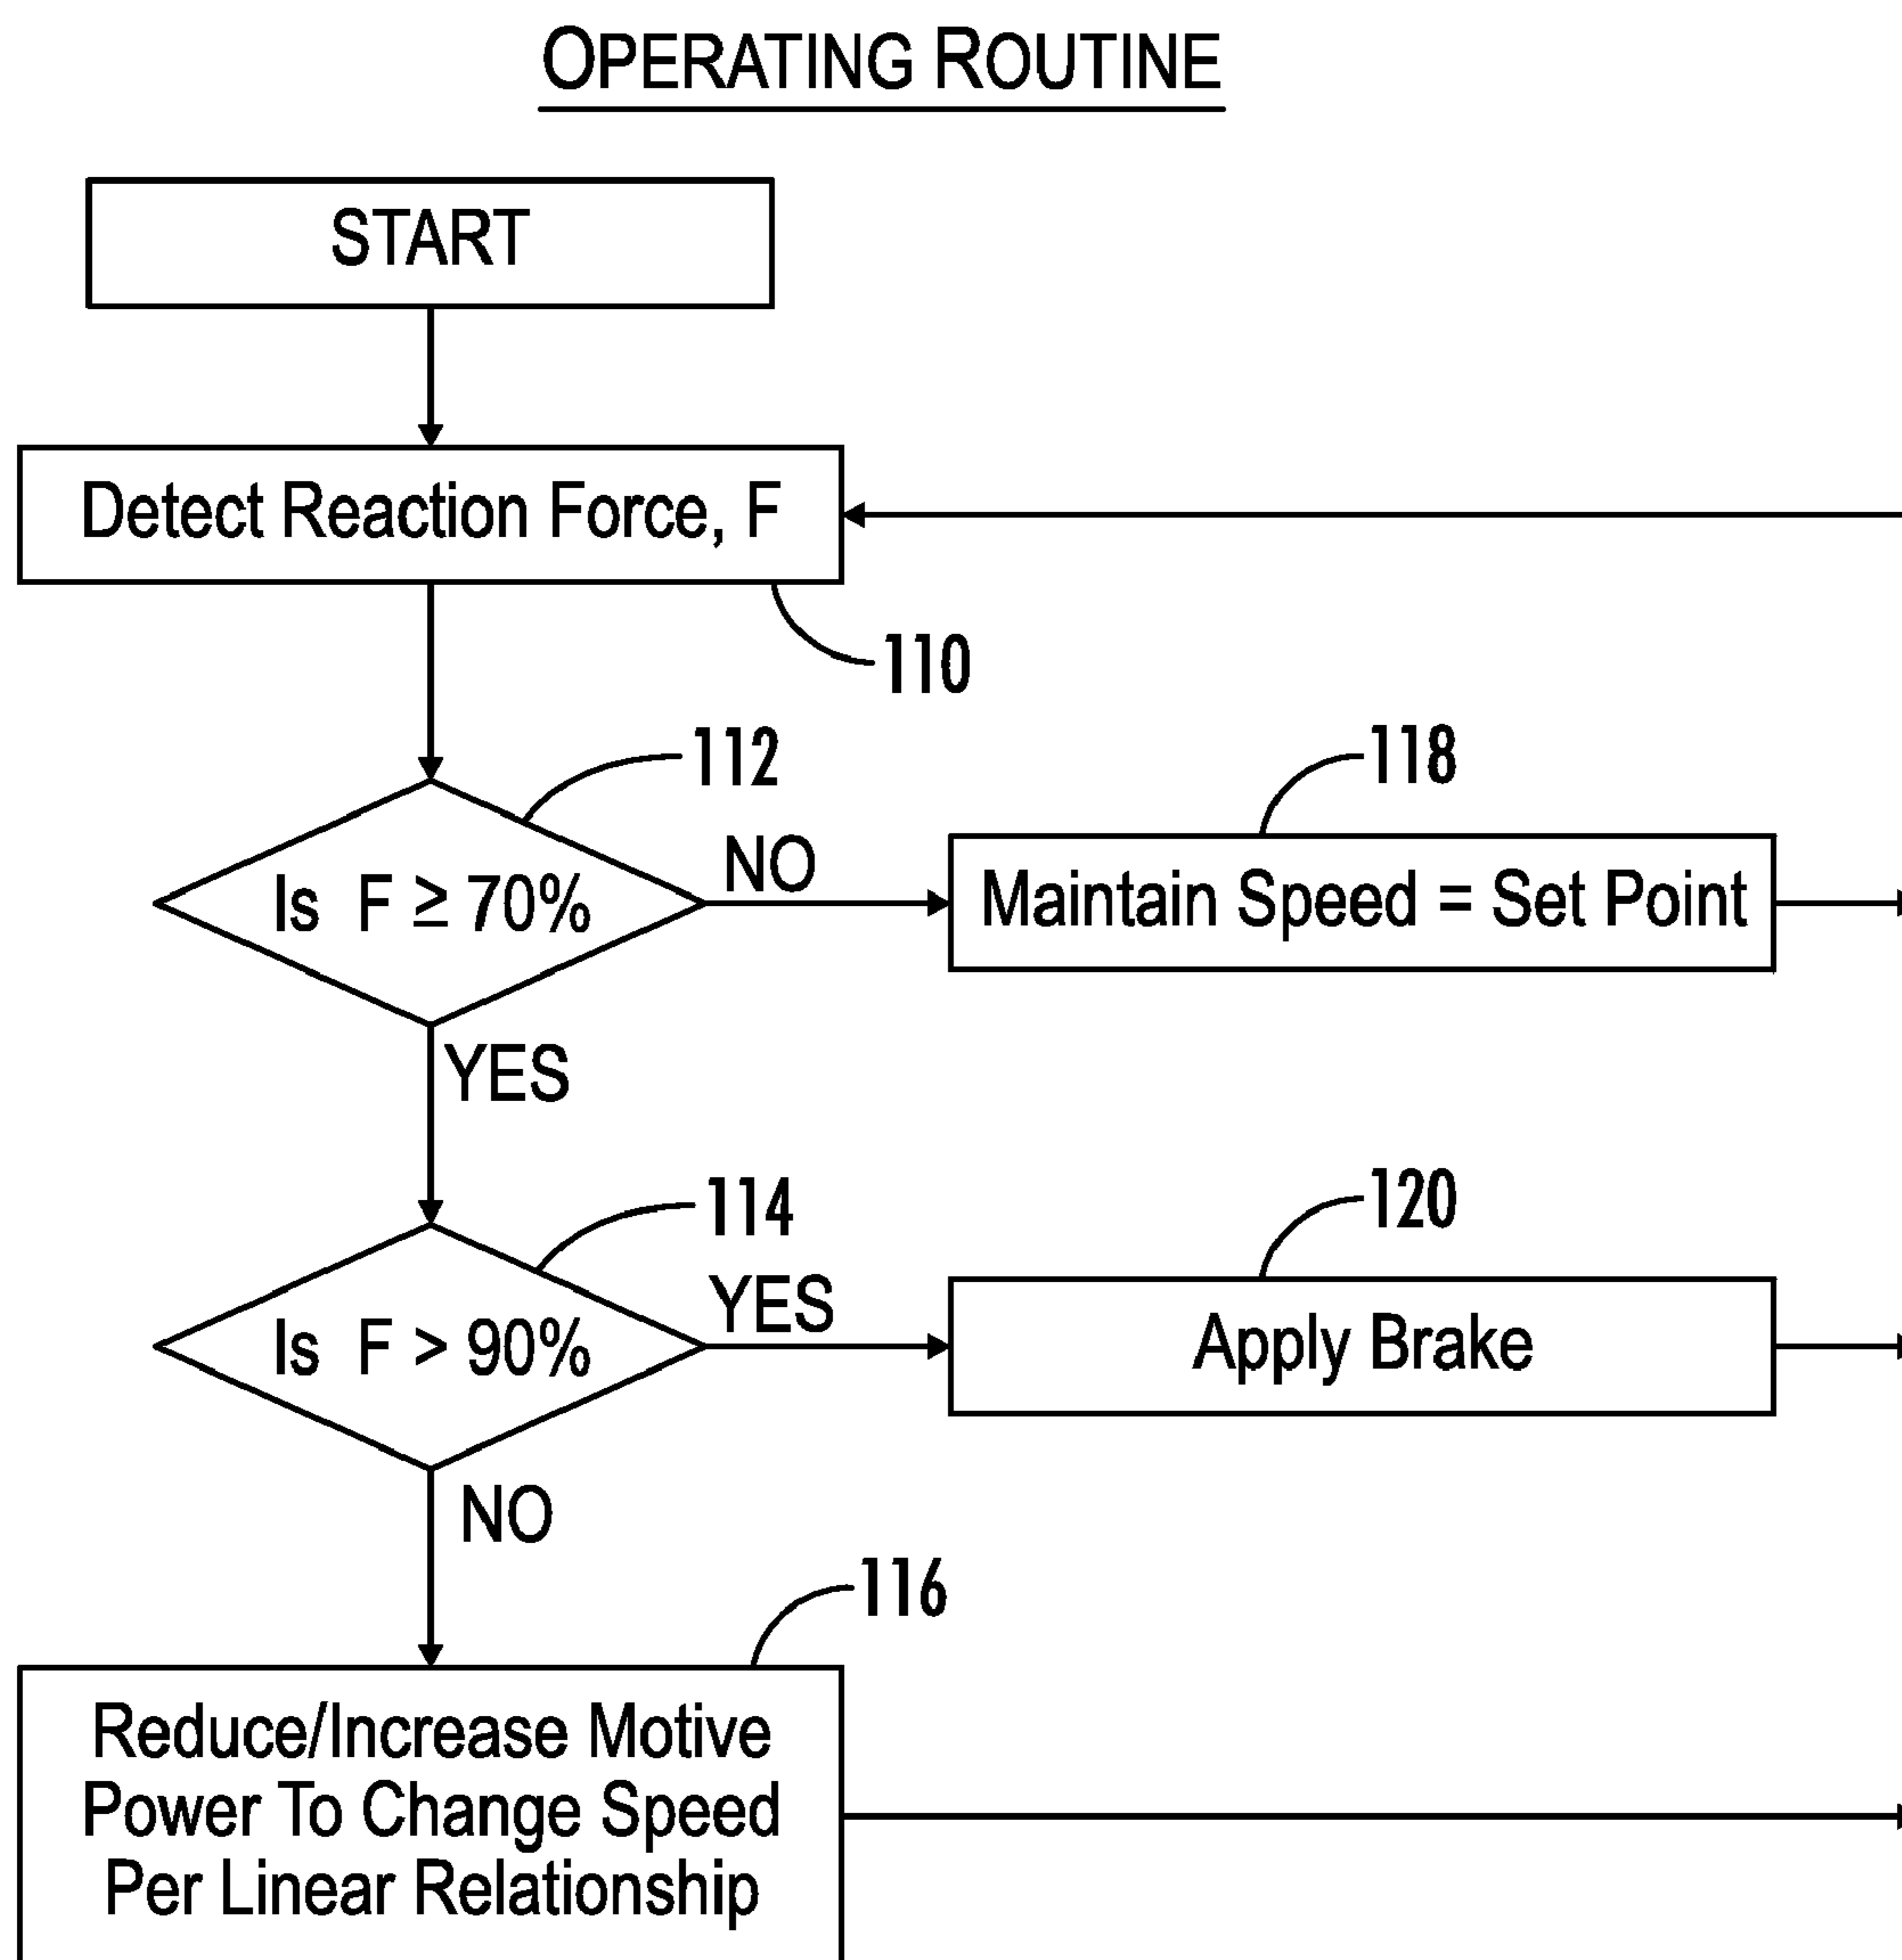 OPERATING ROUTINE
START
Detect Reaction Force, F
110
112
118
Is F ≥ 70%
NO
Maintain Speed = Set Point
YES
114
120
Is F > 90%
YES
Apply Brake
NO
116
Reduce/Increase Motive
Power To Change Speed
Per Linear Relationship